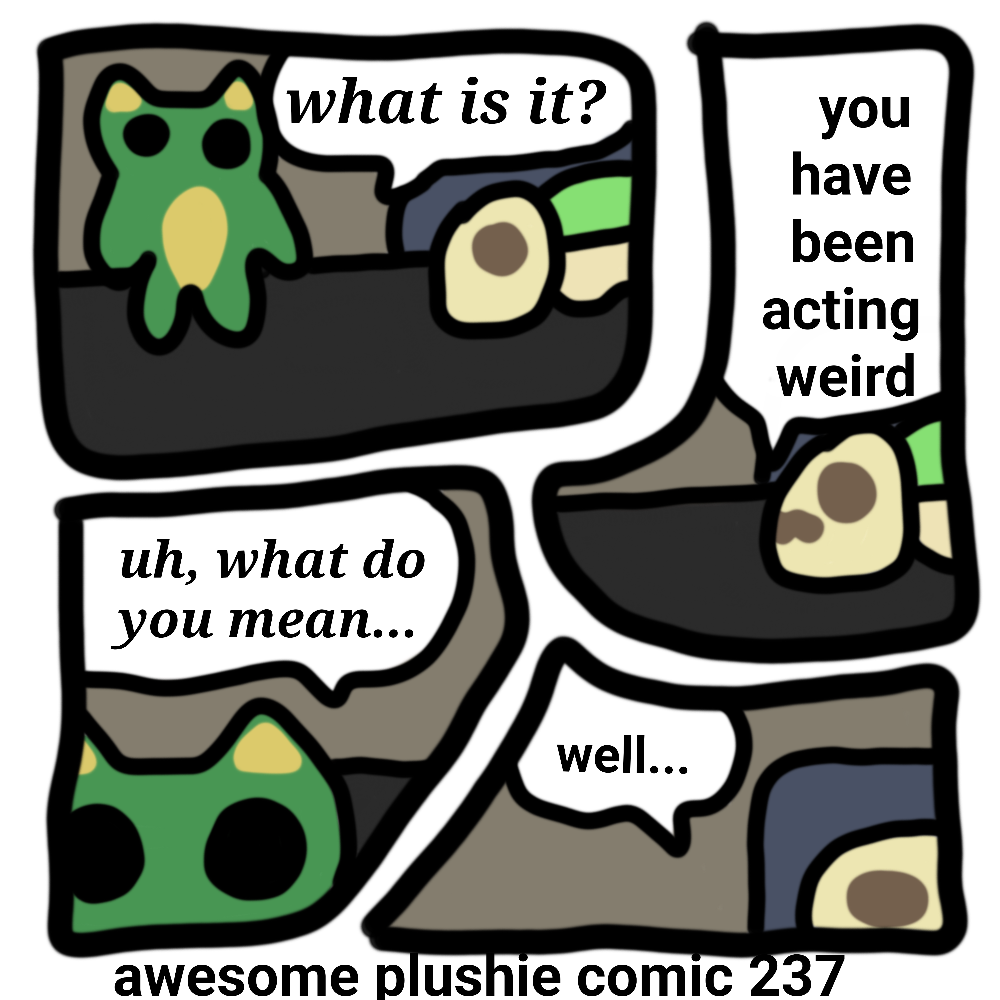 what is it?
you
have
been
acting
weird
uh, what do
you mean...
well...
awesome plushie comic 237